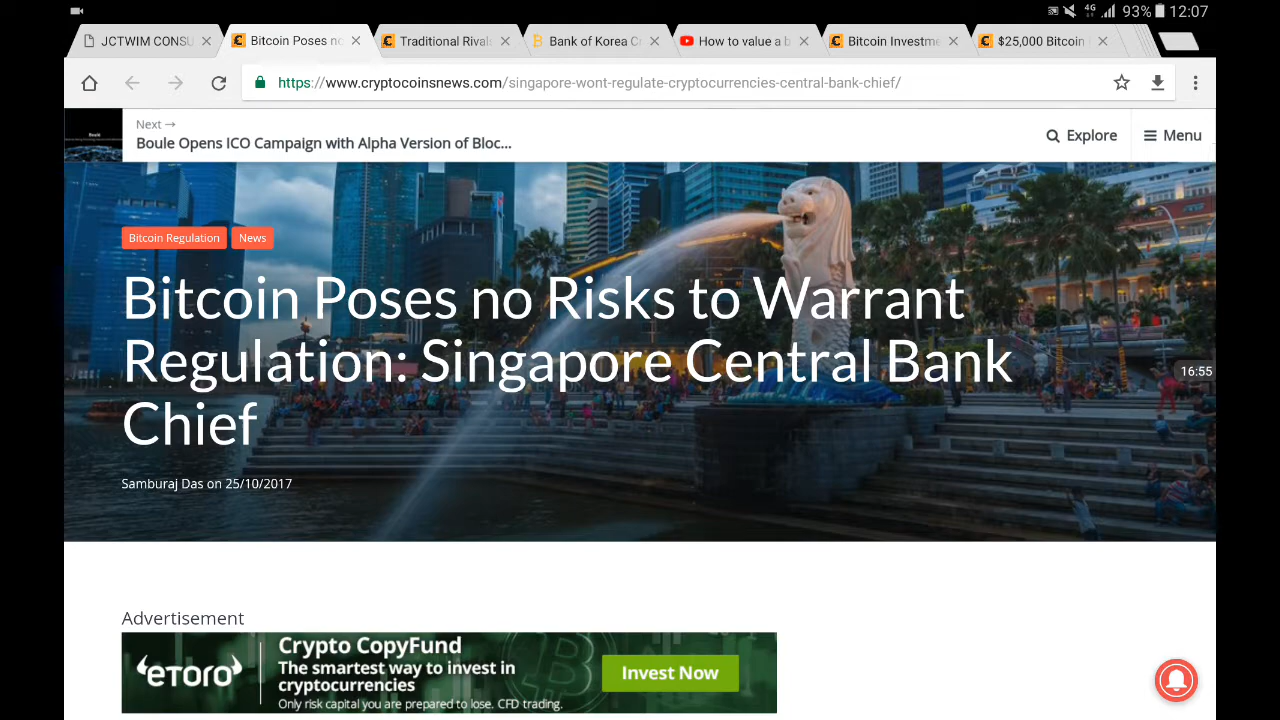 4G 93% 12:07
JCTWIM CONSU
Bitcoin Poses no
Traditional Rivals
Bank of Korea Cr
How to value a b
Bitcoin Investme
$25,000 Bitcoin
https://www.cryptocoinsnews.com/singapore-wont-regulate-cryptocurrencies-central-bank-chief/
Next →
Boule Opens ICO Campaign with Alpha Version of Bloc...
Explore
Menu
Bitcoin Regulation
News
Bitcoin Poses no Risks to Warrant
Regulation: Singapore Central Bank
Chief
16:55
Samburaj Das on 25/10/2017
Advertisement
eTORO
Crypto CopyFund
The smartest way to invest in
cryptocurrencies
Only risk capital you are prepared to lose. CFD trading.
Invest Now